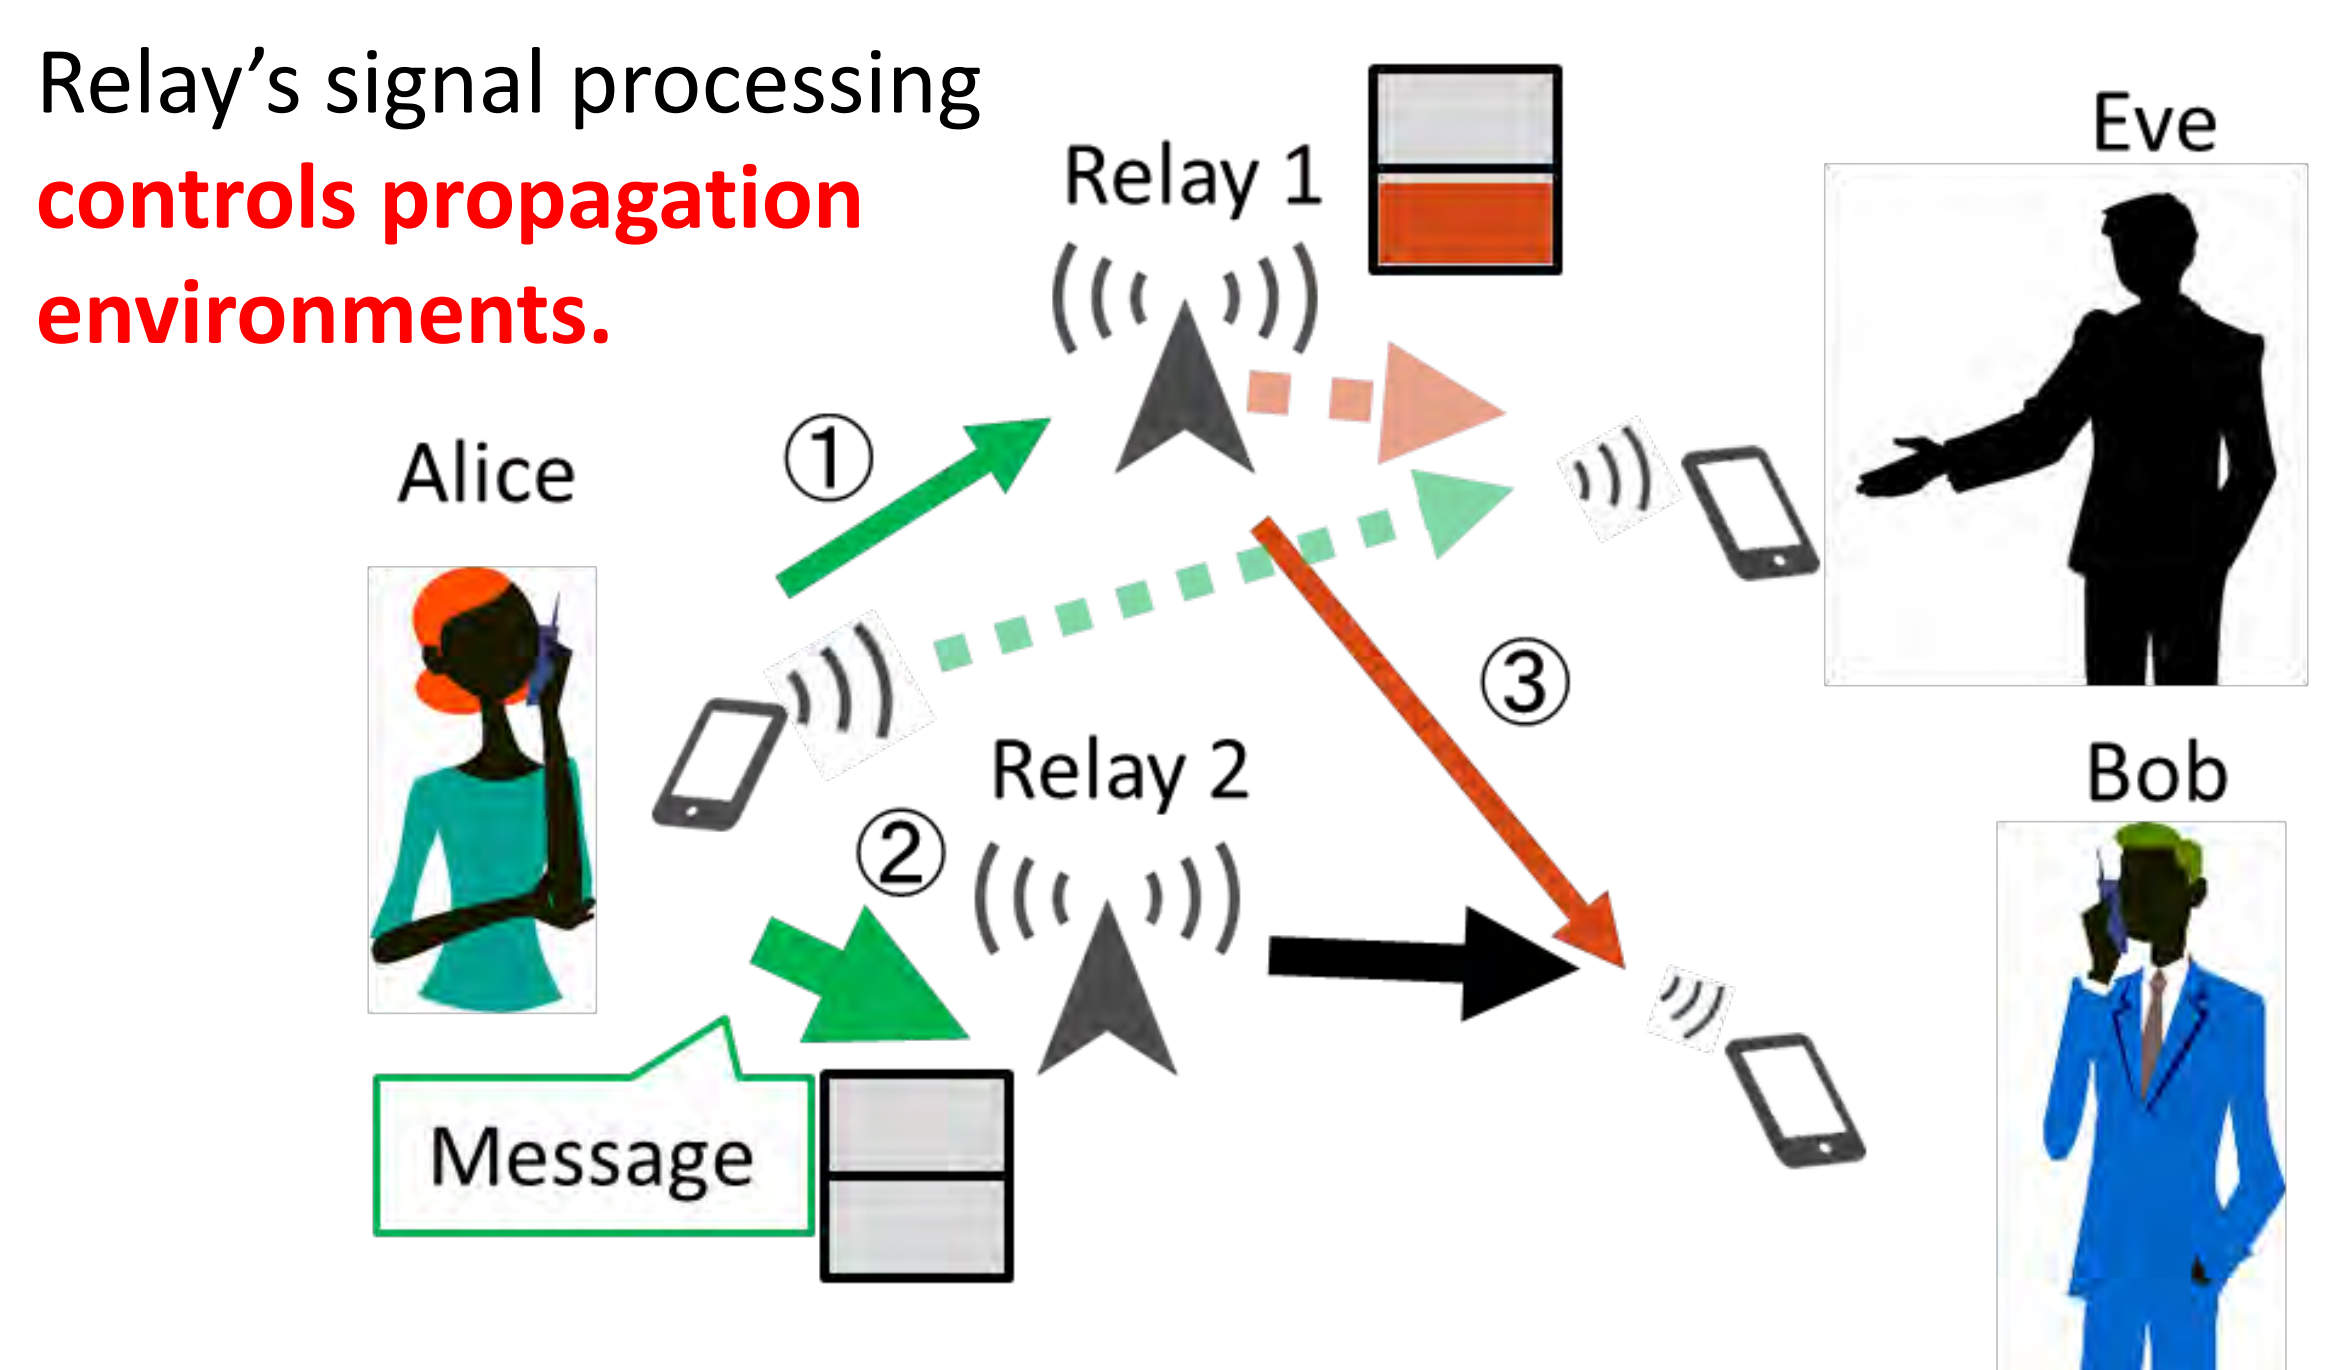 Relay’s signal processing
controls propagation
environments.
Relay 1
Eve
Alice
①
③
Relay 2
Bob
②
Message